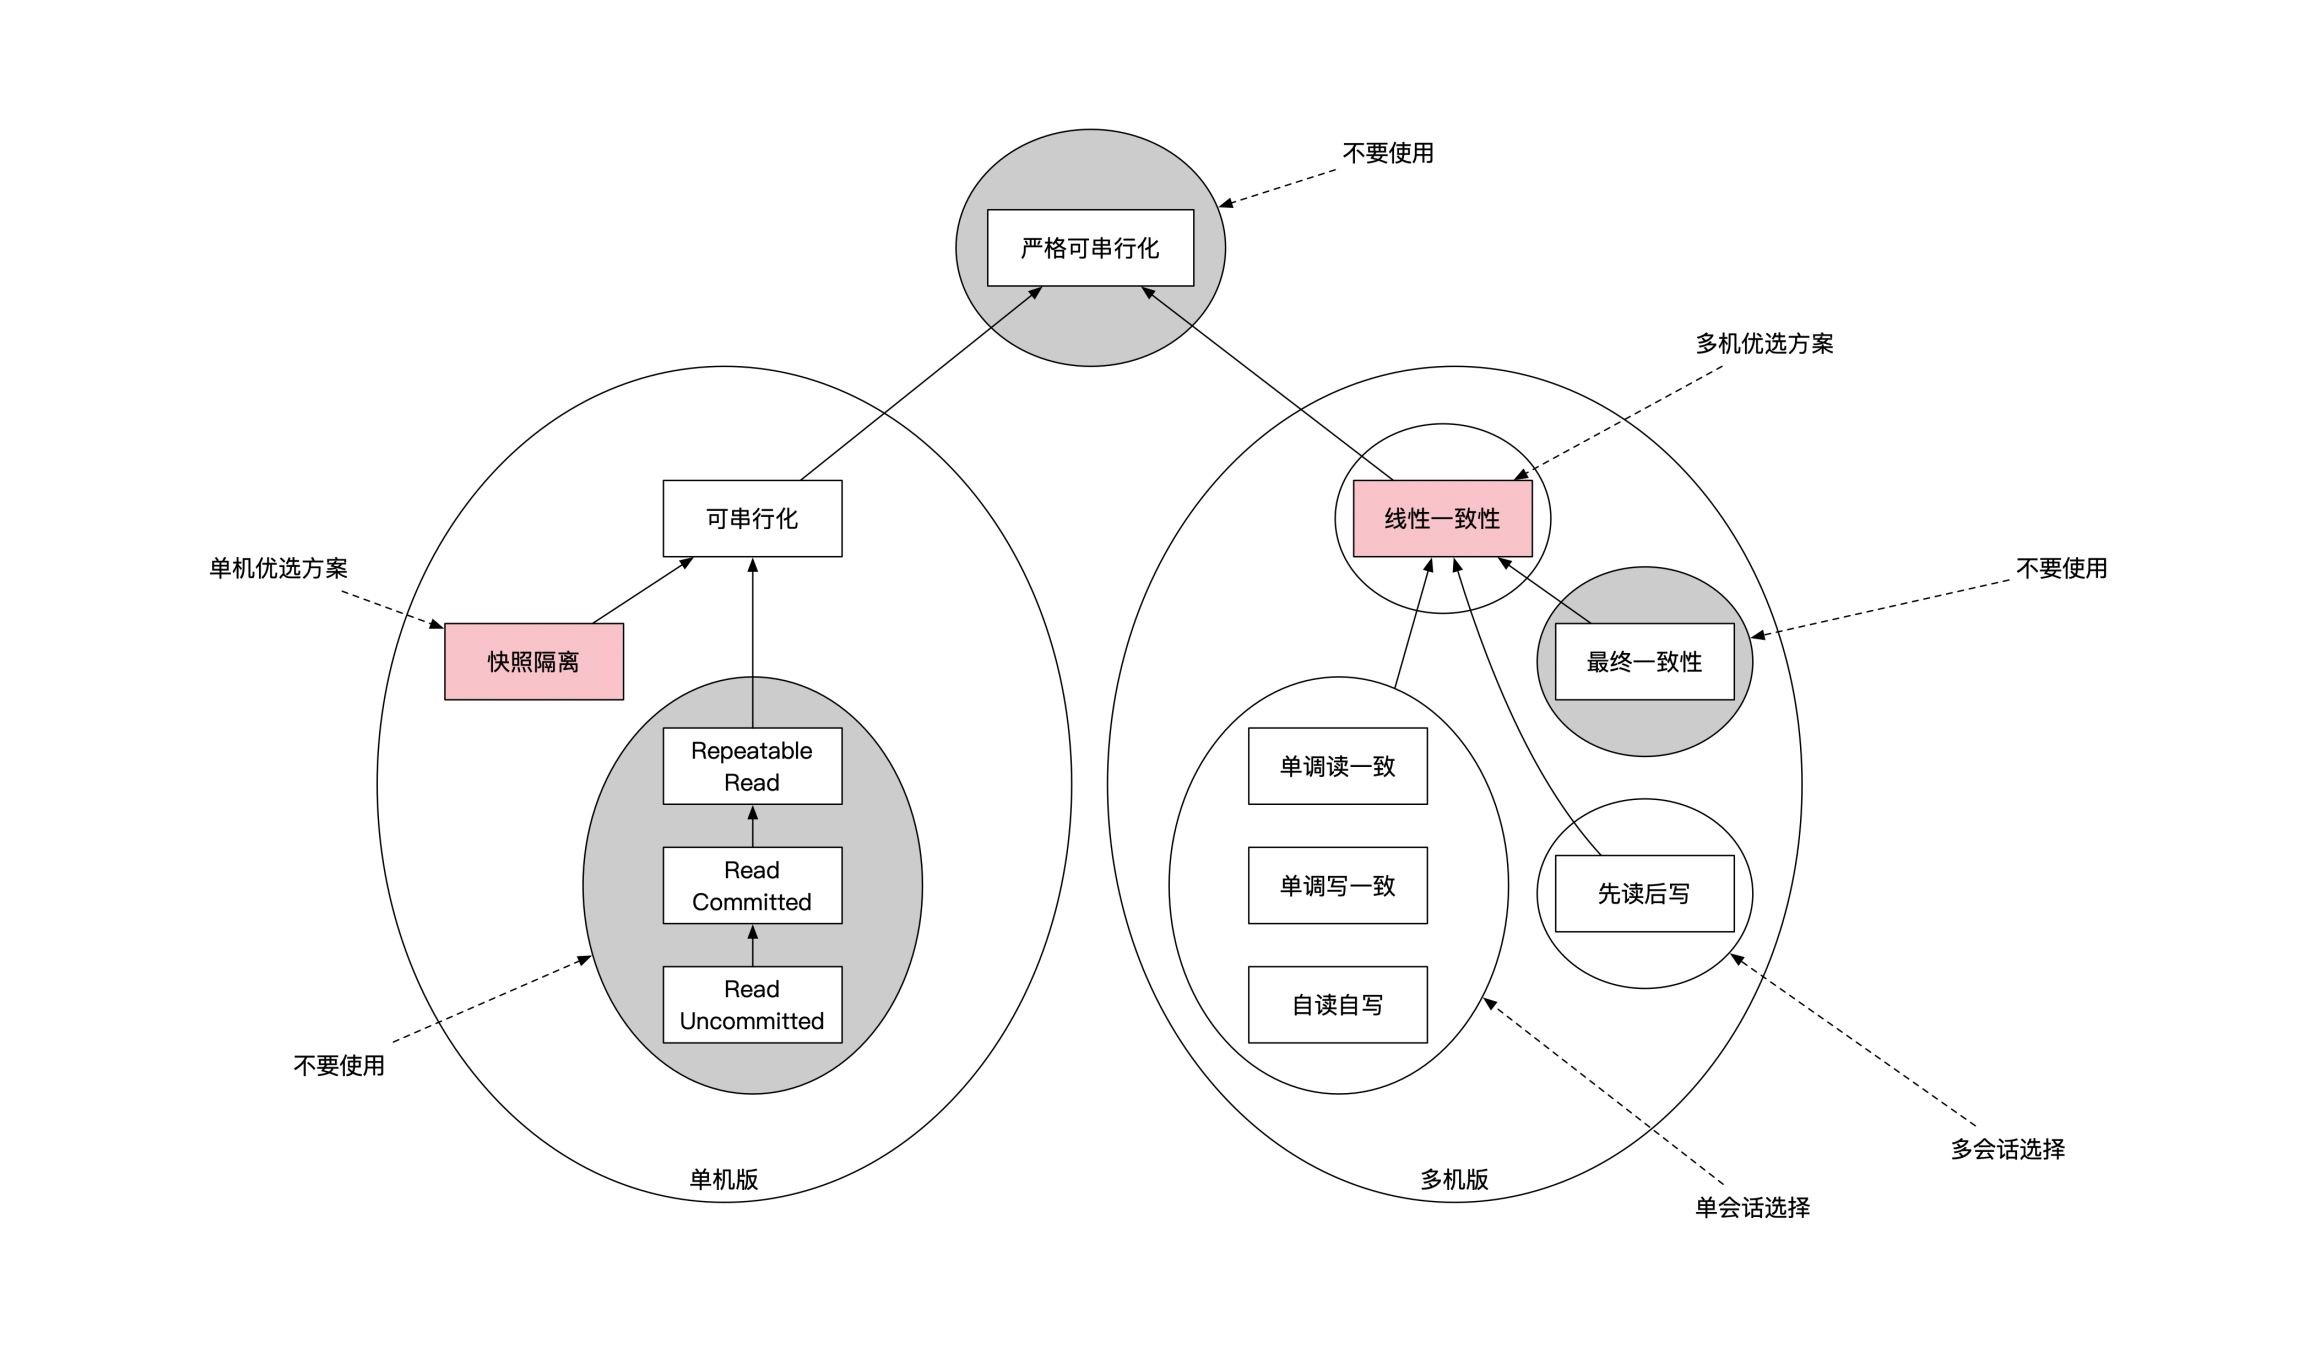 不要使用
严格可串行化
多机优选方案
可串行化
线性一致性
单机优选方案
不要使用
快照隔离
最终一致性
Repeatable
Read
单调读一致
Read
Committed
单调写一致
先读后写
Read
Uncommitted
自读自写
不要使用
多会话选择
单机版
多机版
单会话选择